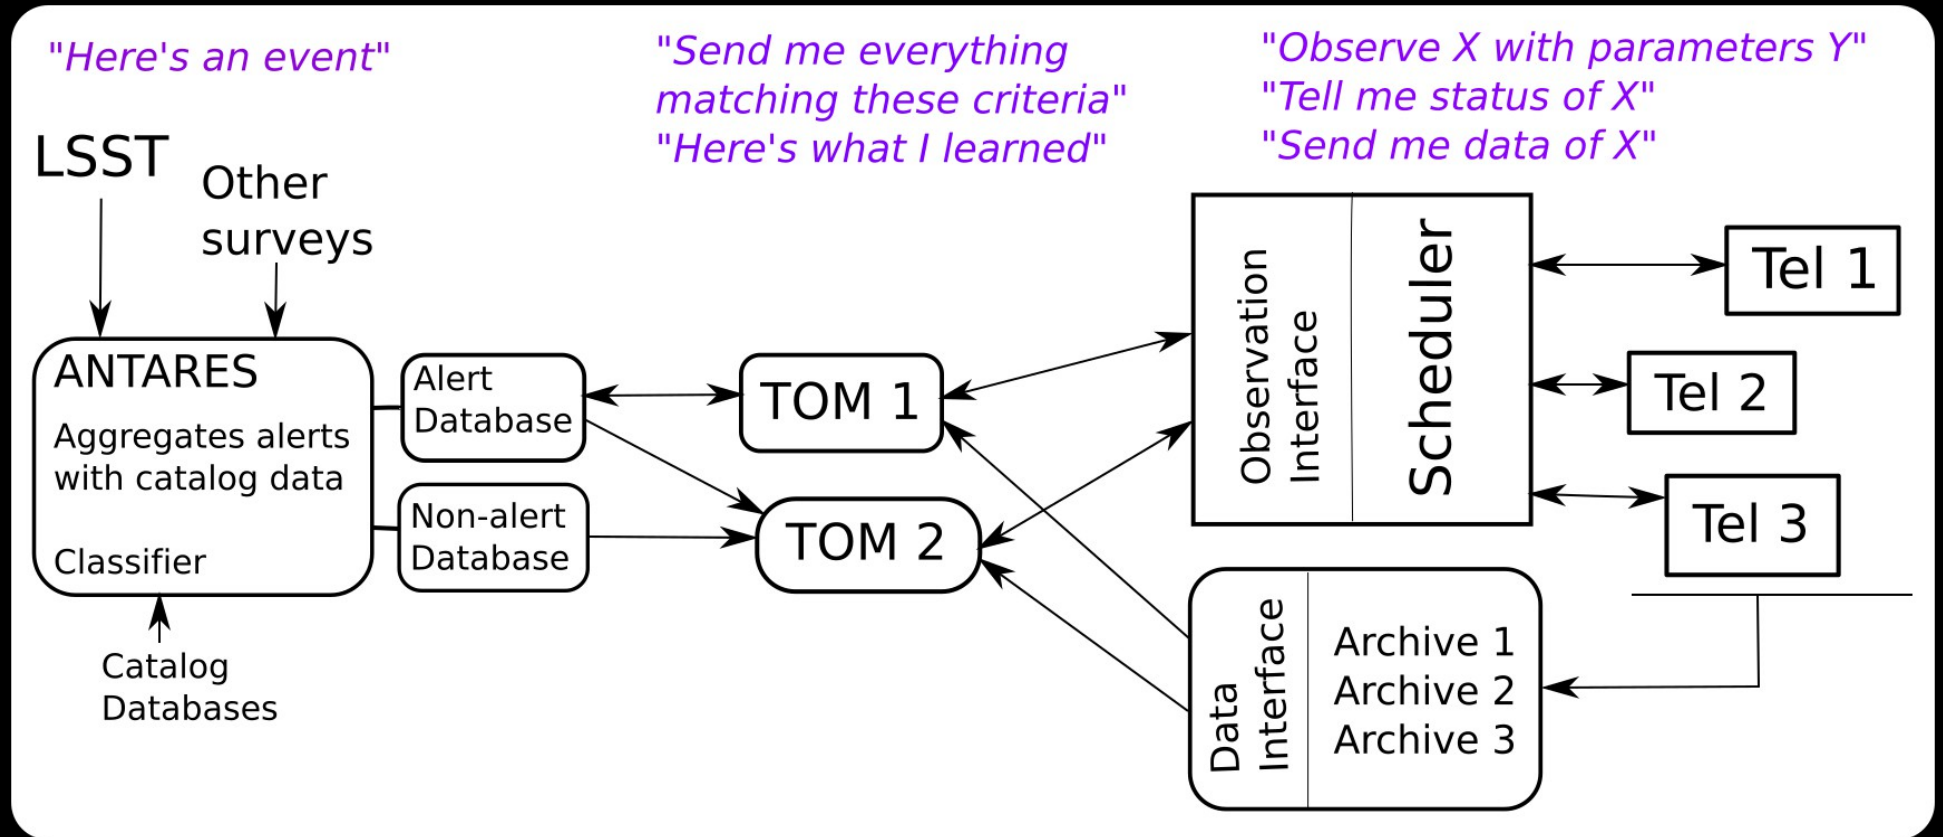 "Here's an event"
"Send me everything
matching these criteria"
"Here's what I learned"
"Observe X with parameters Y"
"Tell me status of X"
"Send me data of X"
LSST
Other
surveys
ANTARES
Aggregates alerts
with catalog data
Classifier
Catalog
Databases
Alert
Database
Non-alert
Database
TOM 1
TOM 2
Observation
Interface
Scheduler
Tel 1
Tel 2
Tel 3
Data
Interface
Archive 1
Archive 2
Archive 3